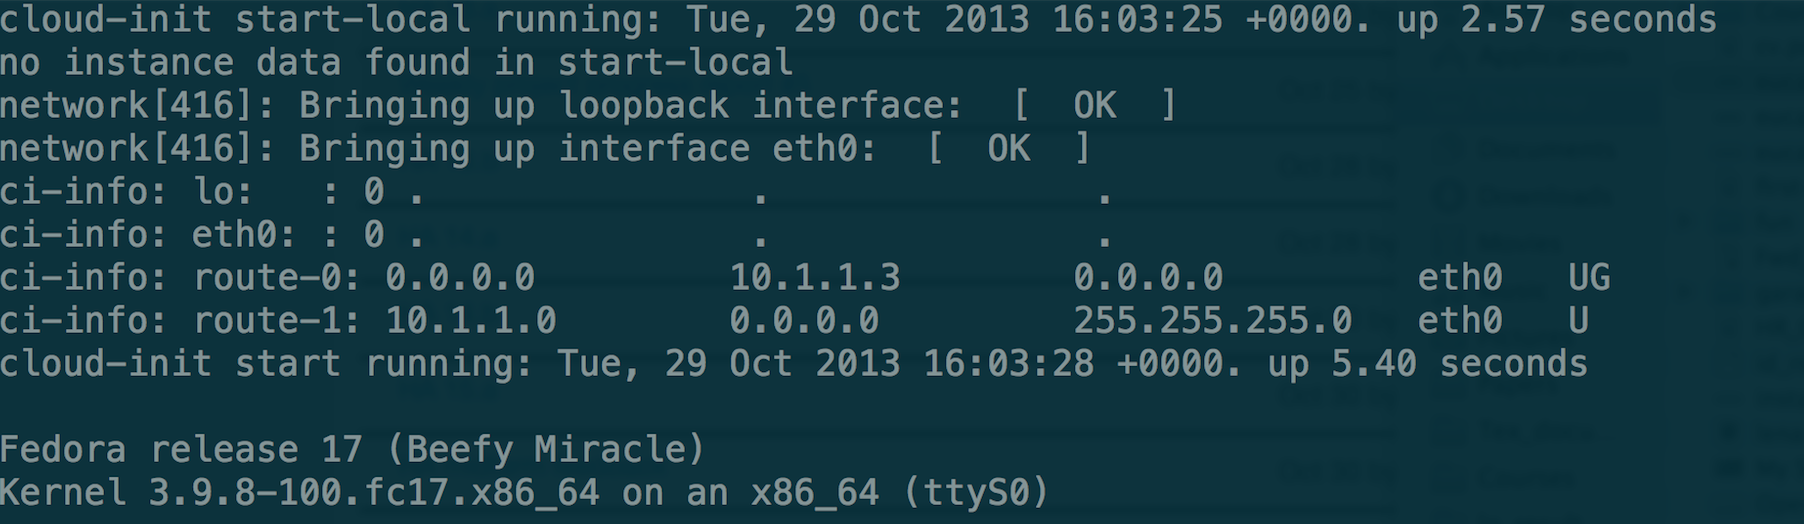 cloud-init start-local running: Tue, 29 Oct 2013 16:03:25 +0000. up 2.57 seconds
no instance data found in start-local
network[416]: Bringing up loopback interface:  [  OK  ]
network[416]: Bringing up interface eth0:  [  OK  ]
ci-info: lo:   : 0 .               .               .
ci-info: eth0: : 0 .               .               .
ci-info: route-0: 0.0.0.0         10.1.1.3        0.0.0.0         eth0   UG
ci-info: route-1: 10.1.1.0        0.0.0.0         255.255.255.0   eth0   U
cloud-init start running: Tue, 29 Oct 2013 16:03:28 +0000. up 5.40 seconds
Fedora release 17 (Beefy Miracle)
Kernel 3.9.8-100.fc17.x86_64 on an x86_64 (ttyS0)